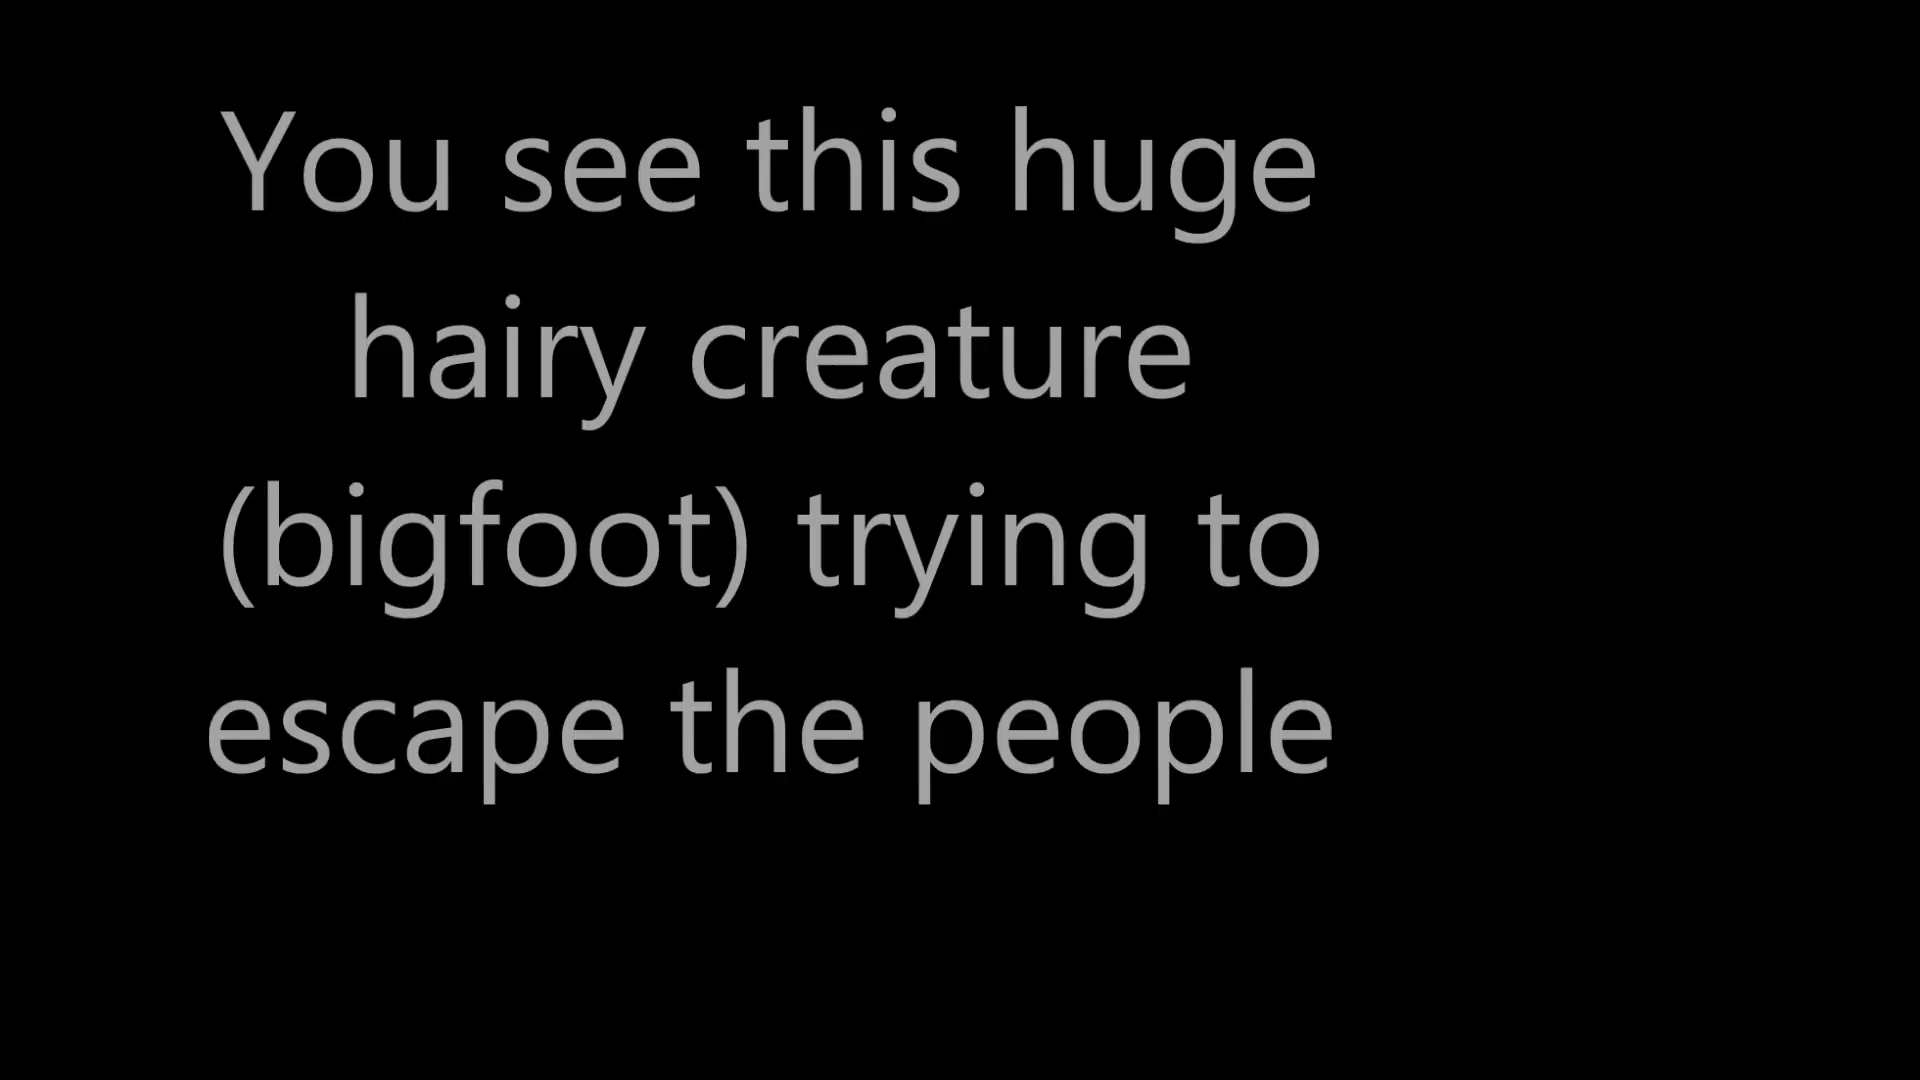 You see this huge
hairy creature
(bigfoot) trying to
escape the people